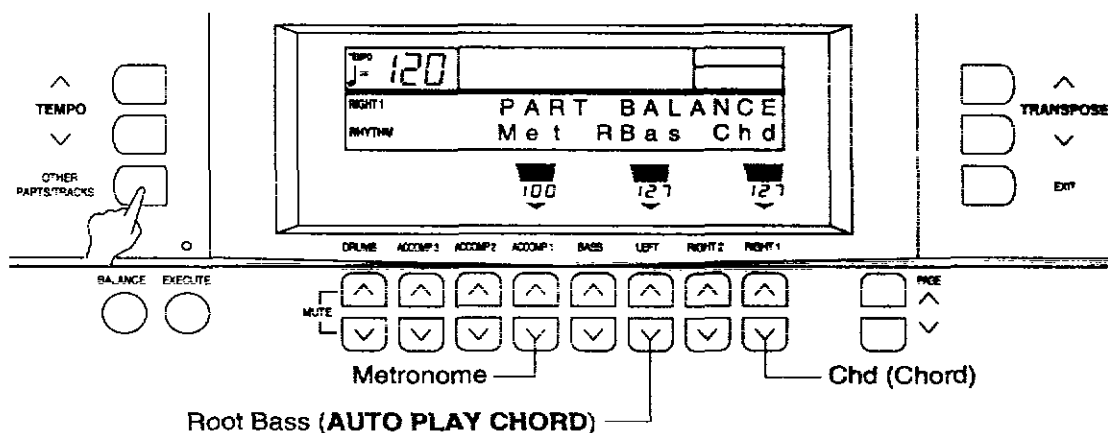 TEMPO
♩= 120
TEMPO
TRANSPOSE
RIGHT 1 PART BALANCE
RHYTHM Met RBas Chd
OTHER
PARTS/TRACKS
EXIT
100 127 127
DRUMS ACCOMP 3 ACCOMP 2 ACCOMP 1 BASS LEFT RIGHT 2 RIGHT 1
BALANCE EXECUTE
PAGE
MUTE
Metronome
Chd (Chord)
Root Bass (AUTO PLAY CHORD)